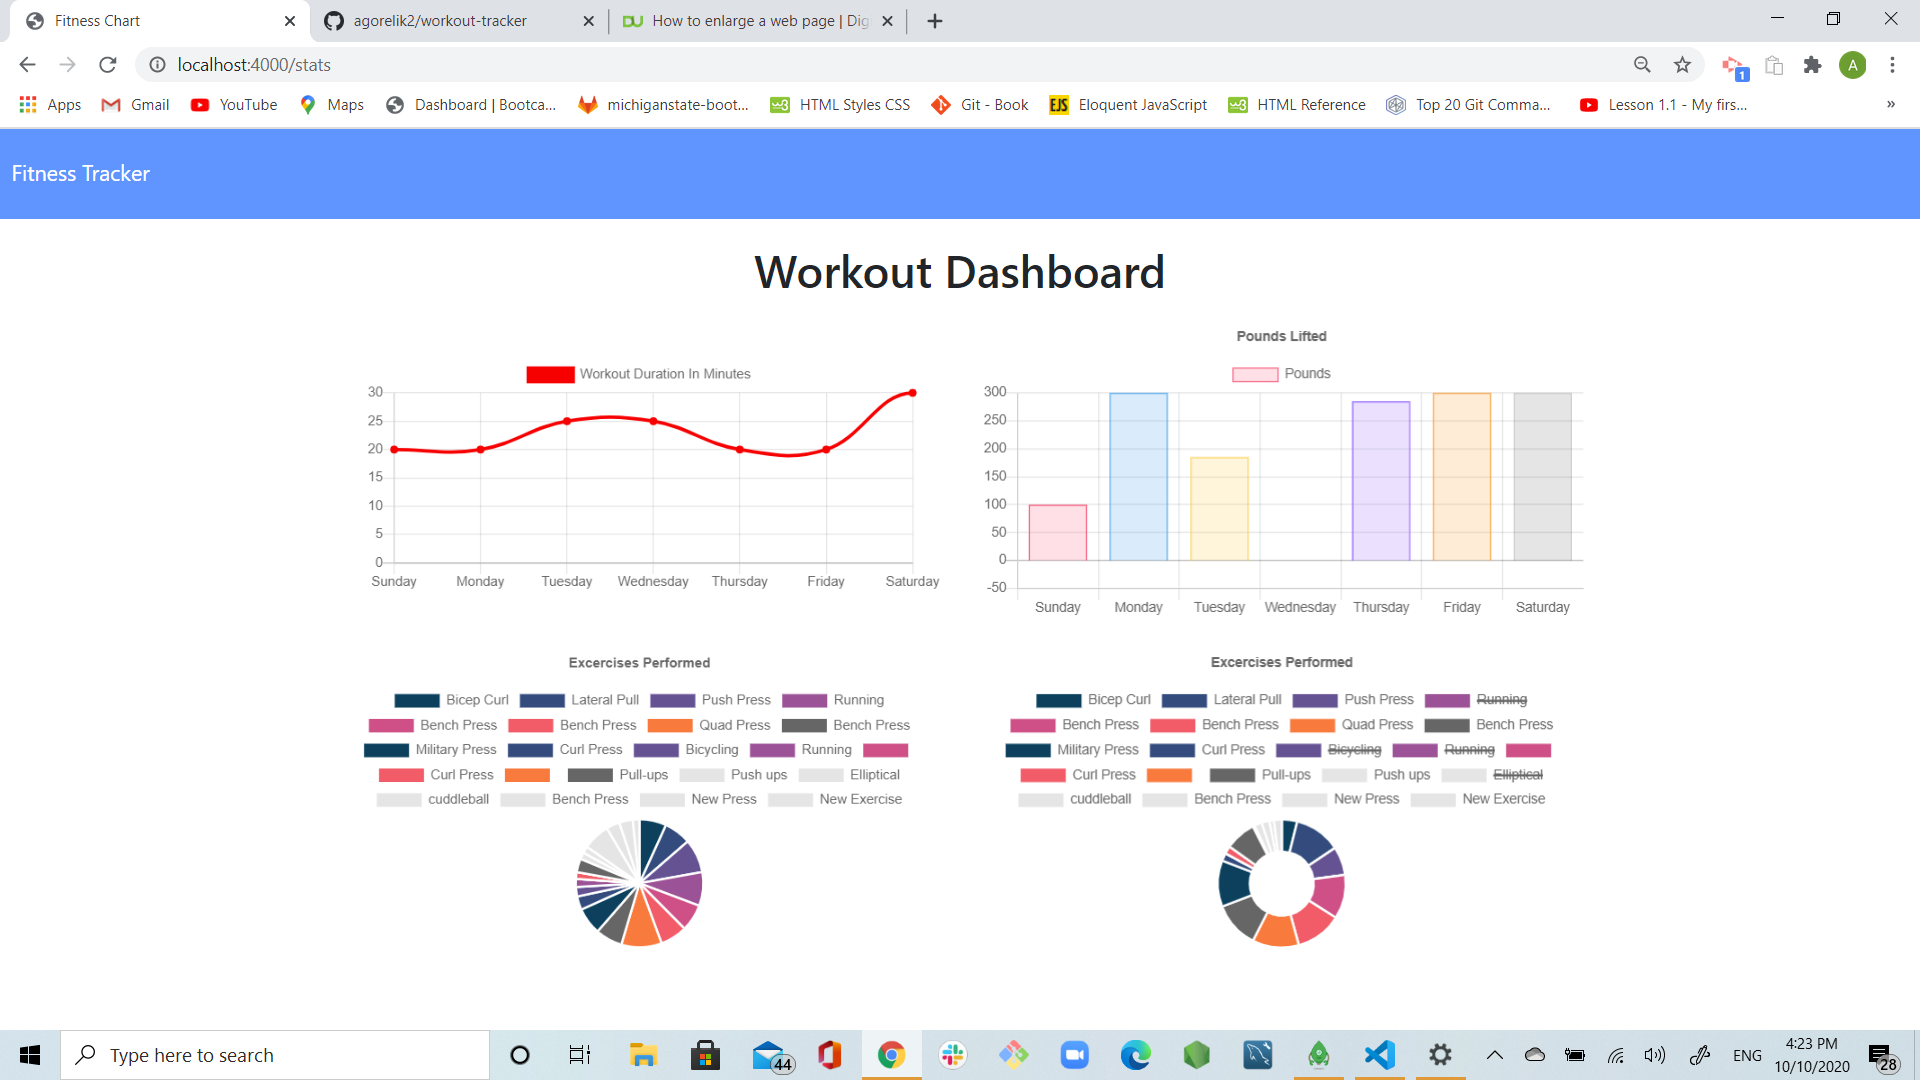 Fitness Chart
agorelik2/workout-tracker
How to enlarge a web page | Dig
localhost:4000/stats
1
A
Apps
Gmail
YouTube
Maps
Dashboard | Bootca...
michiganstate-boot...
HTML Styles CSS
Git - Book
EJS
Eloquent JavaScript
HTML Reference
Top 20 Git Comma...
Lesson 1.1 - My firs...
»
Fitness Tracker
Workout Dashboard
Workout Duration In Minutes
30
25
20
15
10
5
0
Sunday Monday Tuesday Wednesday Thursday Friday Saturday
Pounds Lifted
Pounds
300
250
200
150
100
50
0
-50
Sunday Monday Tuesday Wednesday Thursday Friday Saturday
Excercises Performed
Bicep Curl Lateral Pull Push Press Running
Bench Press Bench Press Quad Press Bench Press
Military Press Curl Press Bicycling Running
Curl Press Pull-ups Push ups Elliptical
cuddleball Bench Press New Press New Exercise
Excercises Performed
Bicep Curl Lateral Pull Push Press Running
Bench Press Bench Press Quad Press Bench Press
Military Press Curl Press Bicycling Running
Curl Press Pull-ups Push ups Elliptical
cuddleball Bench Press New Press New Exercise
Type here to search
44
ENG
4:23 PM
10/10/2020
28